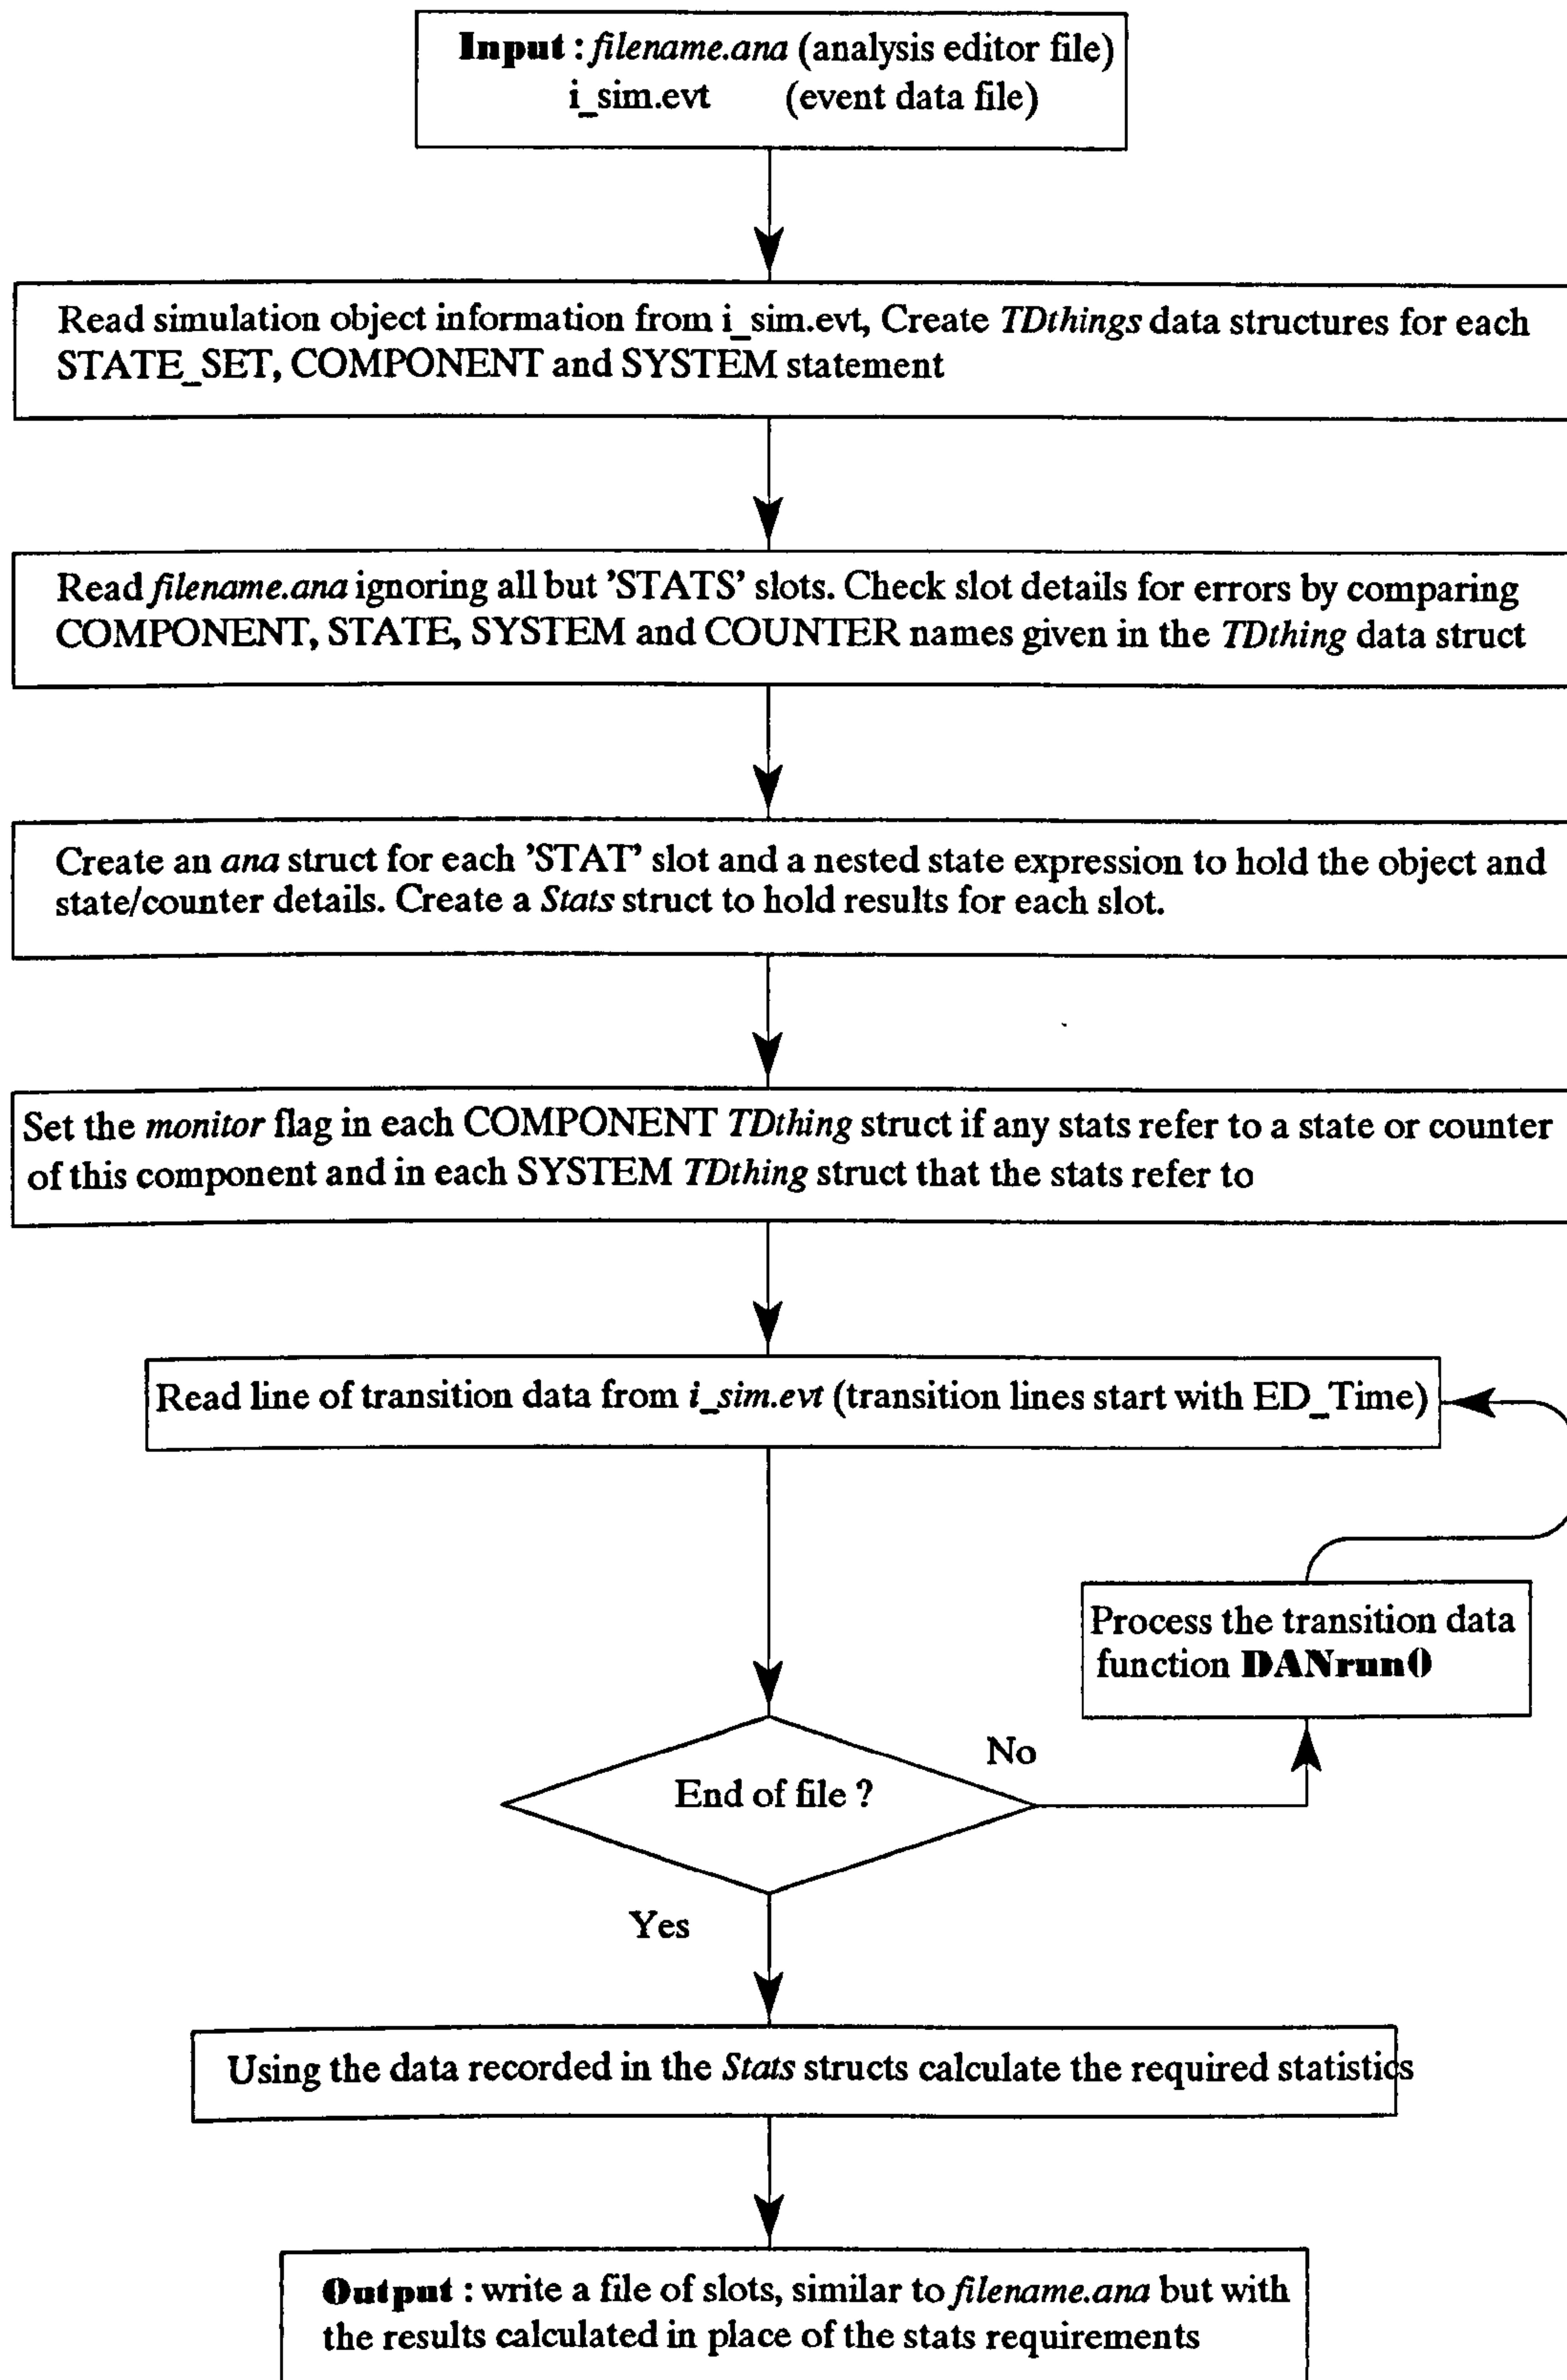 Input : filename.ana (analysis editor file)
i_sim.evt (event data file)
Read simulation object information from i_sim.evt, Create TDthings data structures for each
STATE_SET, COMPONENT and SYSTEM statement
Read filename.ana ignoring all but 'STATS' slots. Check slot details for errors by comparing
COMPONENT, STATE, SYSTEM and COUNTER names given in the TDthing data struct
Create an ana struct for each 'STAT' slot and a nested state expression to hold the object and
state/counter details. Create a Stats struct to hold results for each slot.
Set the monitor flag in each COMPONENT TDthing struct if any stats refer to a state or counter
of this component and in each SYSTEM TDthing struct that the stats refer to
Read line of transition data from i_sim.evt (transition lines start with ED_Time)
Process the transition data
function DANrun()
No
End of file ?
Yes
Using the data recorded in the Stats structs calculate the required statistics
Output : write a file of slots, similar to filename.ana but with
the results calculated in place of the stats requirements